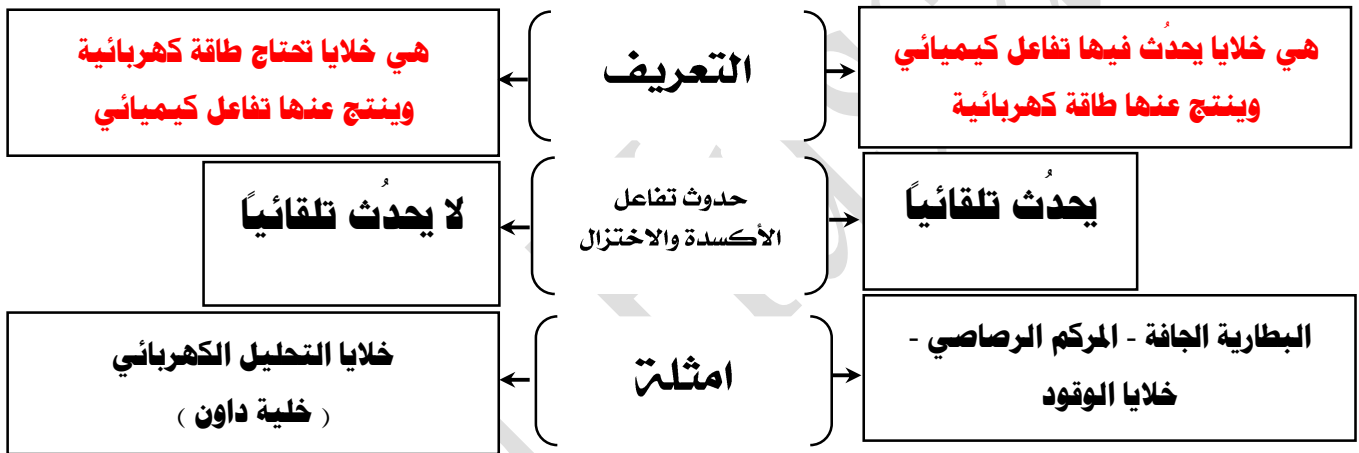 هي خلايا يحدُث فيها تفاعل كيميائي
وينتج عنها طاقة كهربائية
التعريف
هي خلايا تحتاج طاقة كهربائية
وينتج عنها تفاعل كيميائي
يحدُث تلقائياً
حدوث تفاعل
الأكسدة والاختزال
لا يحدُث تلقائياً
البطارية الجافة - المركم الرصاصي -
خلايا الوقود
امثلة
خلايا التحليل الكهربائي
( خلية داون )